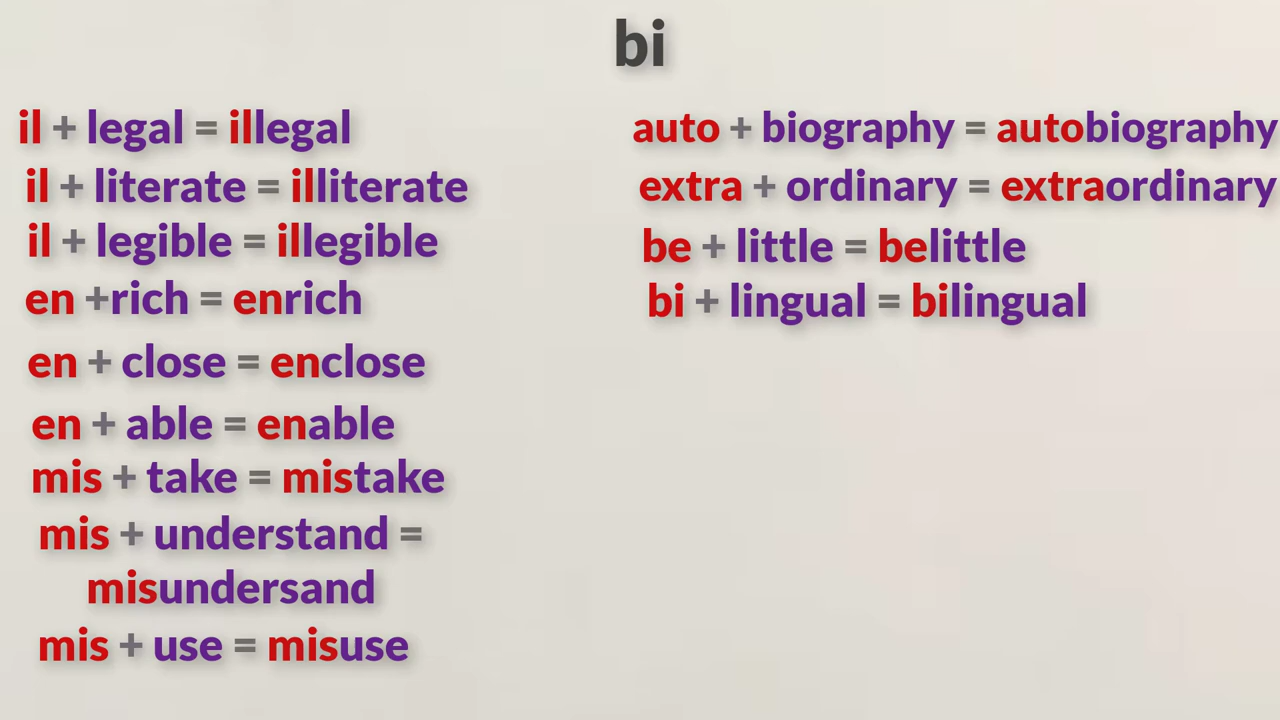 bi
il + legal = illegal
il + literate = illiterate
il + legible = illegible
en +rich = enrich
en + close = enclose
en + able = enable
mis + take = mistake
mis + understand =
misundersand
mis + use = misuse
auto + biography = autobiography
extra + ordinary = extraordinary
be + little = belittle
bi + lingual = bilingual